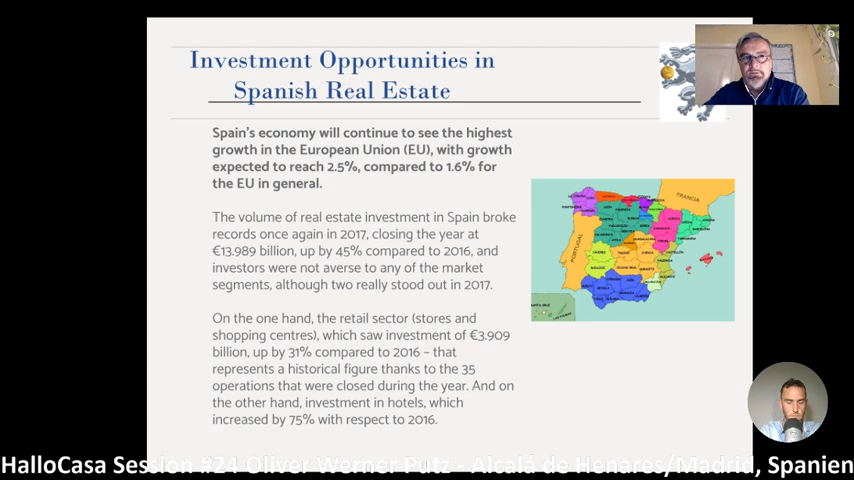 Investment Opportunities in
Spanish Real Estate
Spain's economy will continue to see the highest
growth in the European Union (EU), with growth
expected to reach 2.5%, compared to 1.6% for
the EU in general.
The volume of real estate investment in Spain broke
records once again in 2017, closing the year at
€13.989 billion, up by 45% compared to 2016, and
investors were not averse to any of the market
segments, although two really stood out in 2017.
On the one hand, the retail sector (stores and
shopping centres), which saw investment of €3.909
billion, up by 31% compared to 2016 – that
represents a historical figure thanks to the 35
operations that were closed during the year. And on
the other hand, investment in hotels, which
increased by 75% with respect to 2016.
FRANCIA
PORTUGAL
HalloCasa Session #24 Oliver Werner Putz - Alcalá de Henares/Madrid, Spanien